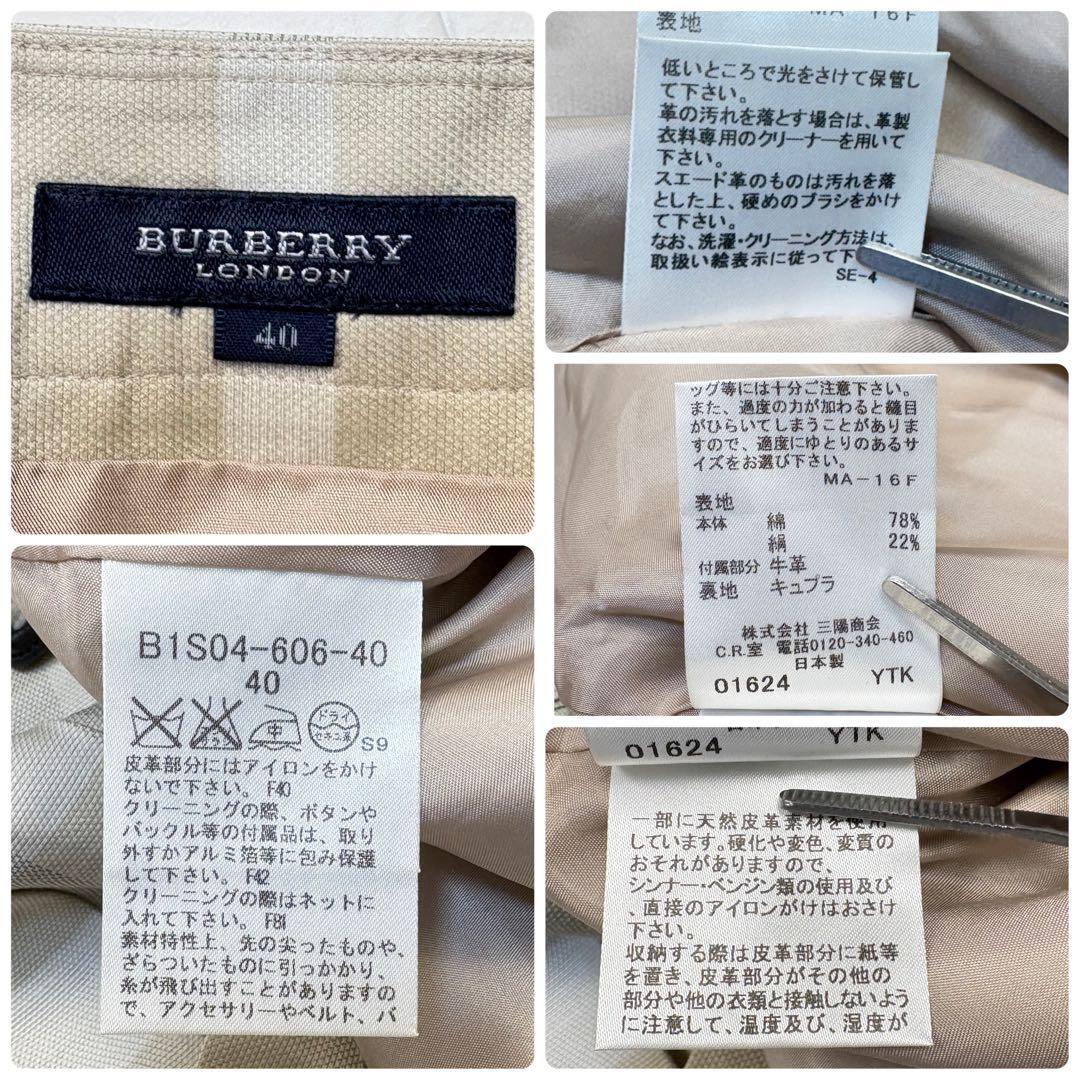 BURBERRY
LONDON
40
表地 MA-16F
低いところで光をさけて保管し
て下さい。
革の汚れを落とす場合は、革製
衣料専用のクリーナーを用いて
下さい。
スエード革のものは汚れを落
とした上、硬めのブラシをかけ
て下さい。
なお、洗濯・クリーニング方法は、
取扱い絵表示に従って下
SE-4
ッグ等には十分ご注意下さい。
また、過度の力が加わると縫目
がひらいてしまうことがありま
すので、適度にゆとりのあるサ
イズをお選び下さい。
MA-16F
表地
本体 綿 78%
絹 22%
付属部分 牛革
裏地 キュプラ
株式会社 三陽商会
C.R.室 電話0120-340-460
日本製
01624 YTK
B1S04-606-40
40
中 ドライ セキユ系 S9
皮革部分にはアイロンをかけ
ないで下さい。 F40
クリーニングの際、ボタンや
バックル等の付属品は、取り
外すかアルミ箔等に包み保護
して下さい。 F42
クリーニングの際はネットに
入れて下さい。 F81
素材特性上、先の尖ったものや、
ざらついたものに引っかかり、
糸が飛び出すことがありますの
で、アクセサリーやベルト、バ
01624 YTK
一部に天然皮革素材を使用
しています。硬化や変色、変質の
おそれがありますので、
シンナー・ベンジン類の使用及び
、直接のアイロンがけはおさけ
下さい。
収納する際は皮革部分に紙等
を置き、皮革部分がその他の
部分や他の衣類と接触しないよう
に注意して、温度及び、湿度が